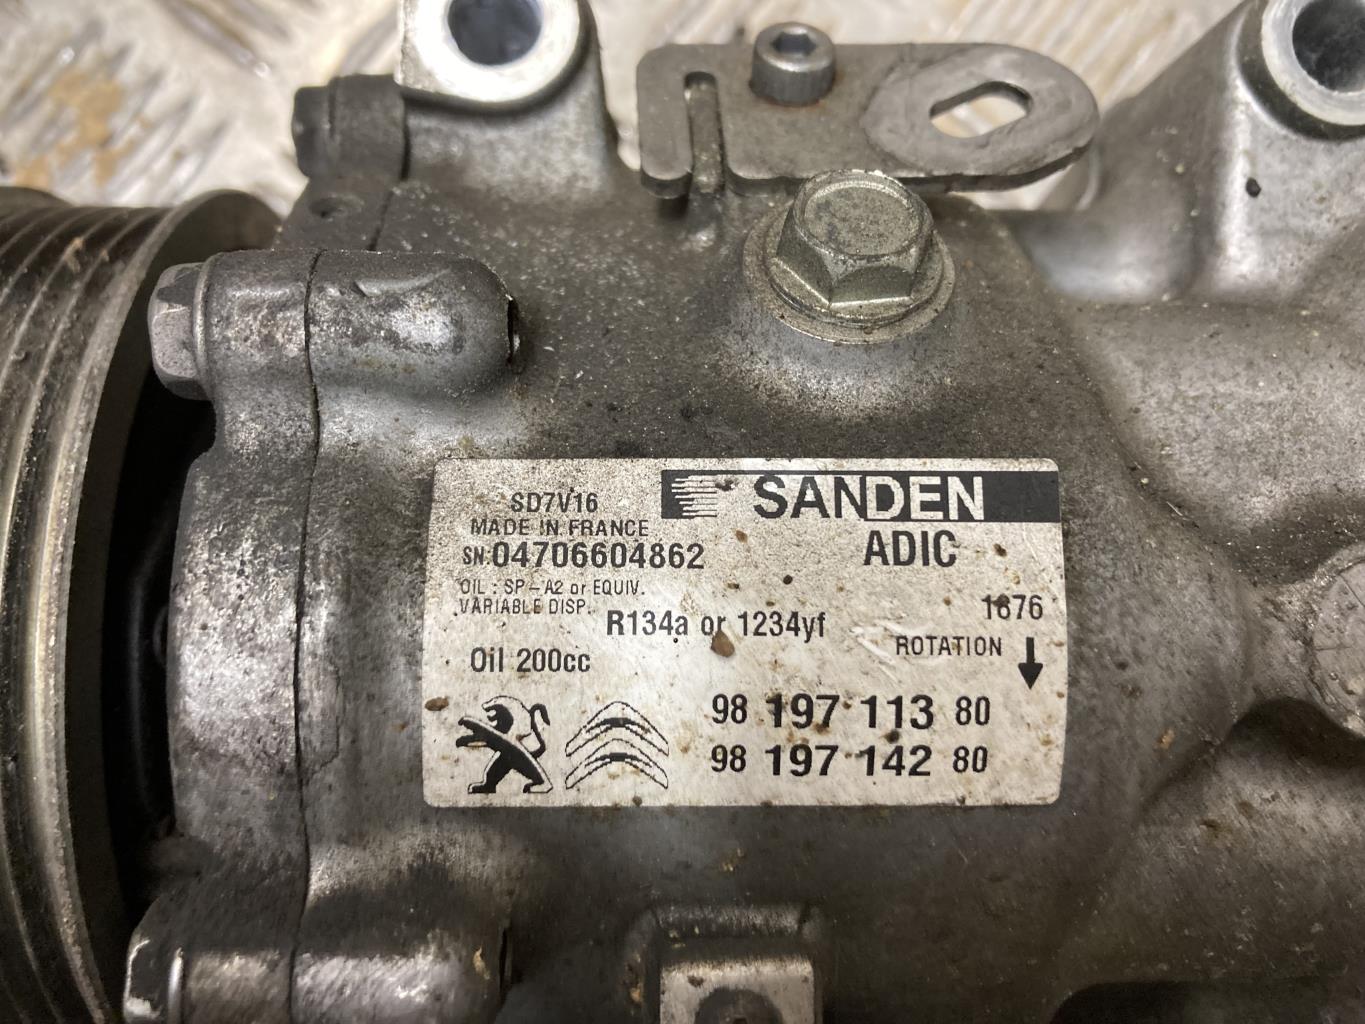 SD7V16
MADE IN FRANCE
SANDEN
SN:04706604862
ADIC
OIL : SP-A2 or EQUIV.
VARIABLE DISP.
R134a or 1234yf
1876
Oil 200cc
ROTATION
98 197 113 80
98 197 142 80